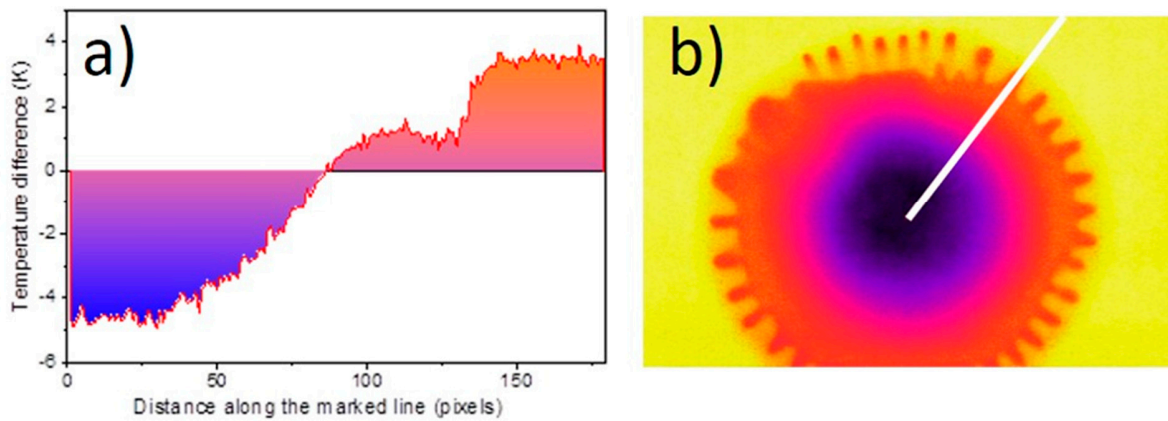 a)
b)
Temperature difference (K)
4
2
0
-2
-4
-6
0
50
100
150
Distance along the marked line (pixels)